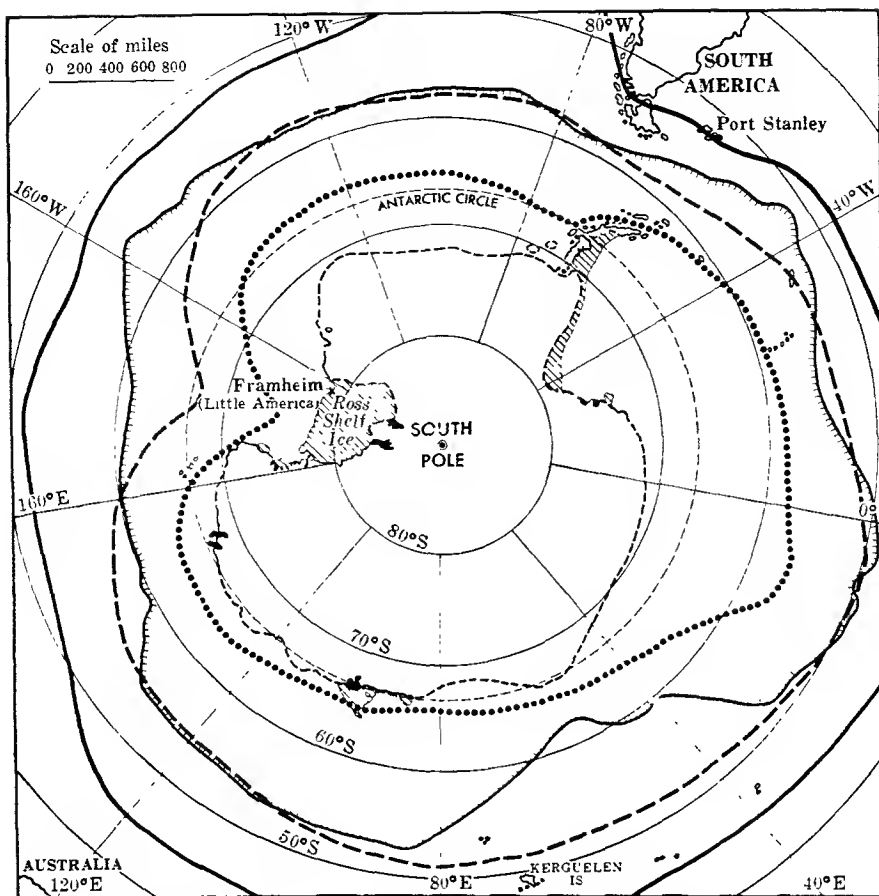 120°W
80°W
Scale of miles
0 200 400 600 800
SOUTH
AMERICA
Port Stanley
160°W
40°W
ANTARCTIC CIRCLE
Framheim
(Little America)
Ross
Shelf
Ice
SOUTH
POLE
160°E
0°
80°S
70°S
60°S
50°S
AUSTRALIA
120°E
80°E
KERGUELEN
IS
40°E